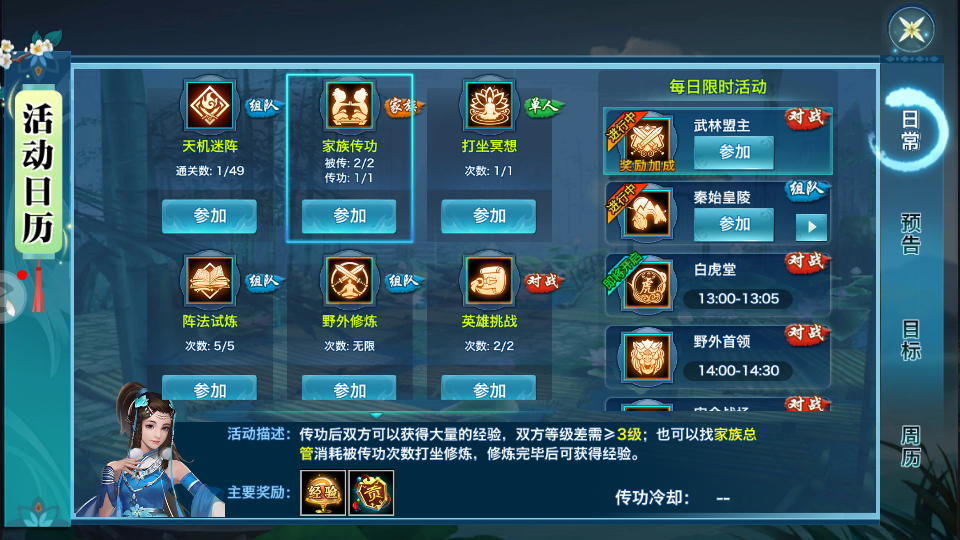 活动日历
组队
天机迷阵
通关数: 1/49
参加
家族
家族传功
被传: 2/2
传功: 1/1
参加
单人
打坐冥想
次数: 1/1
参加
组队
阵法试炼
次数: 5/5
参加
组队
野外修炼
次数: 无限
参加
对战
英雄挑战
次数: 2/2
参加
每日限时活动
进行中
奖励加成
武林盟主
对战
参加
进行中
秦始皇陵
组队
参加
即将开启
虎
白虎堂
对战
13:00-13:05
野外首领
对战
14:00-14:30
对战
日常
预告
目标
周历
活动描述: 传功后双方可以获得大量的经验，双方等级差需≥3级；也可以找家族总
管消耗被传功次数打坐修炼，修炼完毕后可获得经验。
主要奖励:
经验
贡
传功冷却: --